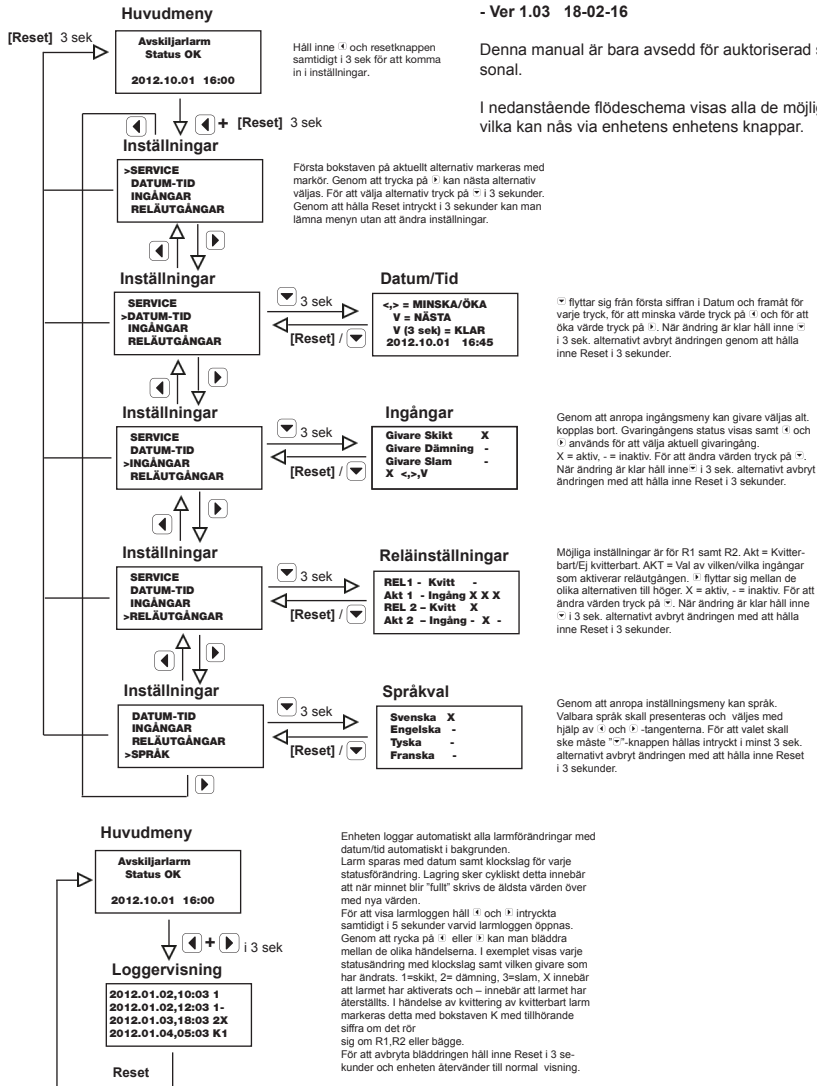 Huvudmeny
[Reset] 3 sek
Avskiljarlarm
Status OK
2012.10.01 16:00
Håll inne och resetknappen
samtidigt i 3 sek för att komma
in i inställningar.
- Ver 1.03 18-02-16
Denna manual är bara avsedd för auktoriserad
sonal.
I nedanstående flödeschema visas alla de
vilka kan nås via enhetens enhetens knappar.
+ [Reset] 3 sek
Inställningar
>SERVICE
DATUM-TID
INGÅNGAR
RELÄUTGÅNGAR
Första bokstaven på aktuellt alternativ markeras med
markör. Genom att trycka på kan nästa alternativ
väljas. För att välja alternativ tryck på i 3 sekunder.
Genom att hålla Reset intryckt i 3 sekunder kan man
lämna menyn utan att ändra inställningar.
Inställningar
SERVICE
>DATUM-TID
INGÅNGAR
RELÄUTGÅNGAR
3 sek
[Reset] /
Datum/Tid
<,> = MINSKA/ÖKA
V = NÄSTA
V (3 sek) = KLAR
2012.10.01 16:45
flyttar sig från första siffran i Datum och framåt för
varje tryck, för att minska värde tryck på och för att
öka värde tryck på . När ändring är klar håll inne
i 3 sek. alternativt avbryt ändringen genom att hålla
inne Reset i 3 sekunder.
Inställningar
SERVICE
DATUM-TID
>INGÅNGAR
RELÄUTGÅNGAR
3 sek
[Reset] /
Ingångar
Givare Skikt X
Givare Dämning -
Givare Slam -
X <,>,V
Genom att anropa ingångsmeny kan givare väljas alt.
kopplas bort. Gvaringångens status visas samt och
används för att välja aktuell givaringång.
X = aktiv, - = inaktiv. För att ändra värden tryck på .
När ändring är klar håll inne i 3 sek. alternativt avbryt
ändringen med att hålla inne Reset i 3 sekunder.
Inställningar
SERVICE
DATUM-TID
INGÅNGAR
>RELÄUTGÅNGAR
3 sek
[Reset] /
Reläinställningar
REL1 - Kvitt -
Akt 1 - Ingång X X X
REL 2 – Kvitt X
Akt 2 – Ingång - X -
Möjliga inställningar är för R1 samt R2. Akt = Kvitter-
bart/Ej kvitterbart. AKT = Val av vilken/vilka ingångar
som aktiverar reläutgången. flyttar sig mellan de
olika alternativen till höger. X = aktiv, - = inaktiv. För att
ändra värden tryck på . När ändring är klar håll inne
i 3 sek. alternativt avbryt ändringen med att hålla
inne Reset i 3 sekunder.
Inställningar
DATUM-TID
INGÅNGAR
RELÄUTGÅNGAR
>SPRÅK
3 sek
[Reset] /
Språkval
Svenska X
Engelska -
Tyska -
Franska -
Genom att anropa inställningsmeny kan språk.
Valbara språk skall presenteras och väljes med
hjälp av och -tangenterna. För att valet skall
ske måste ""-knappen hållas intryckt i minst 3 sek.
alternativt avbryt ändringen med att hålla inne Reset
i 3 sekunder.
Huvudmeny
Avskiljarlarm
Status OK
2012.10.01 16:00
+ i 3 sek
Loggervisning
2012.01.02,10:03 1
2012.01.02,12:03 1-
2012.01.03,18:03 2X
2012.01.04,05:03 K1
Reset
Enheten loggar automatiskt alla larmförändringar med
datum/tid automatiskt i bakgrunden.
Larm sparas med datum samt klockslag för varje
statusförändring. Lagring sker cykliskt detta innebär
att när minnet blir "fullt" skrivs de äldsta värden över
med nya värden.
För att visa larmloggen håll och intryckta
samtidigt i 5 sekunder varvid larmloggen öppnas.
Genom att rycka på eller kan man bläddra
mellan de olika händelserna. I exemplet visas varje
statusändring med klockslag samt vilken givare som
har ändrats. 1=skikt, 2= dämning, 3=slam, X innebär
att larmet har aktiverats och – innebär att larmet har
återställts. I händelse av kvittering av kvitterbart larm
markeras detta med bokstaven K med tillhörande
siffra om det rör
sig om R1,R2 eller bägge.
För att avbryta bläddringen håll inne Reset i 3 se-
kunder och enheten återvänder till normal visning.